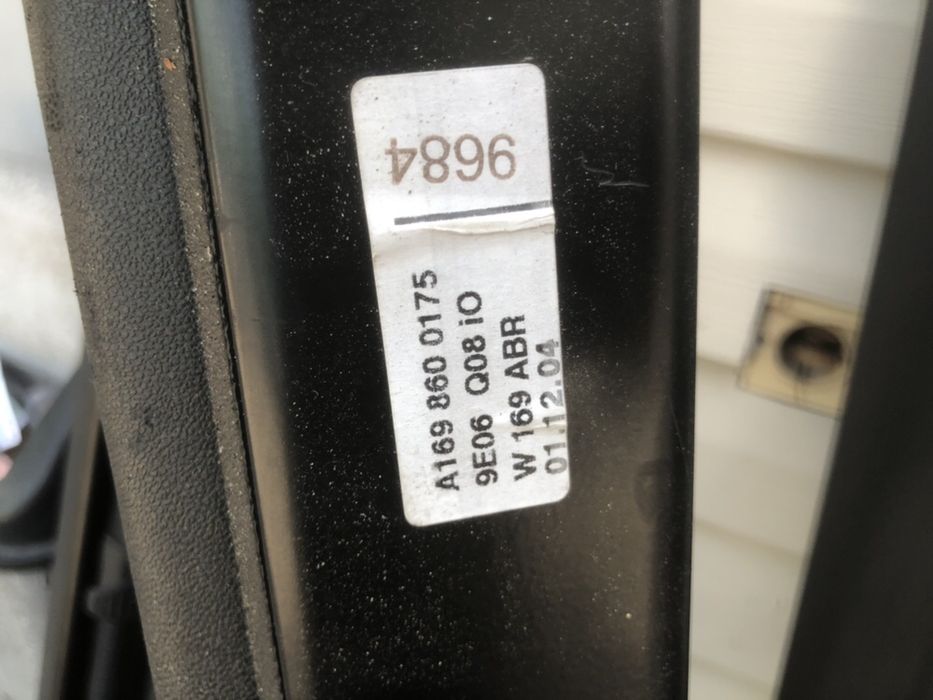 9684
A169 860 0175
9E06 Q08 iO
W 169 ABR
01.12.04